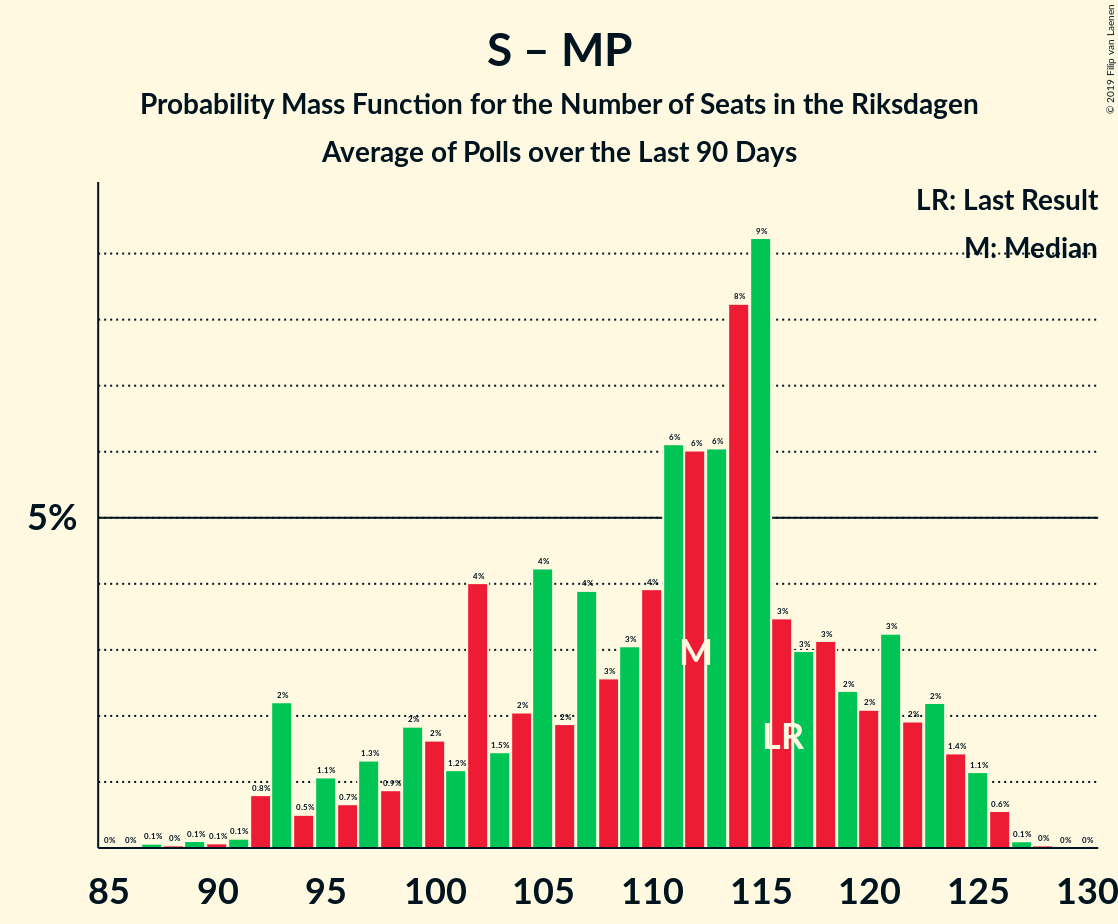 S – MP
Probability Mass Function for the Number of Seats in the Riksdagen
Average of Polls over the Last 90 Days
© 2019 Filip van Laenen
LR: Last Result
M: Median
5%
0% 0% 0.1% 0% 0.1% 0.1% 0.1% 0.8% 2% 0.5% 1.1% 0.7% 1.3% 0.9% 2% 2% 1.2% 4% 1.5% 2% 4% 2% 4% 3% 3% 4% 6% 6% 6% 8% 9% 3% 3% 3% 2% 2% 3% 2% 2% 1.4% 1.1% 0.6% 0.1% 0% 0% 0%
M
LR
85 90 95 100 105 110 115 120 125 130